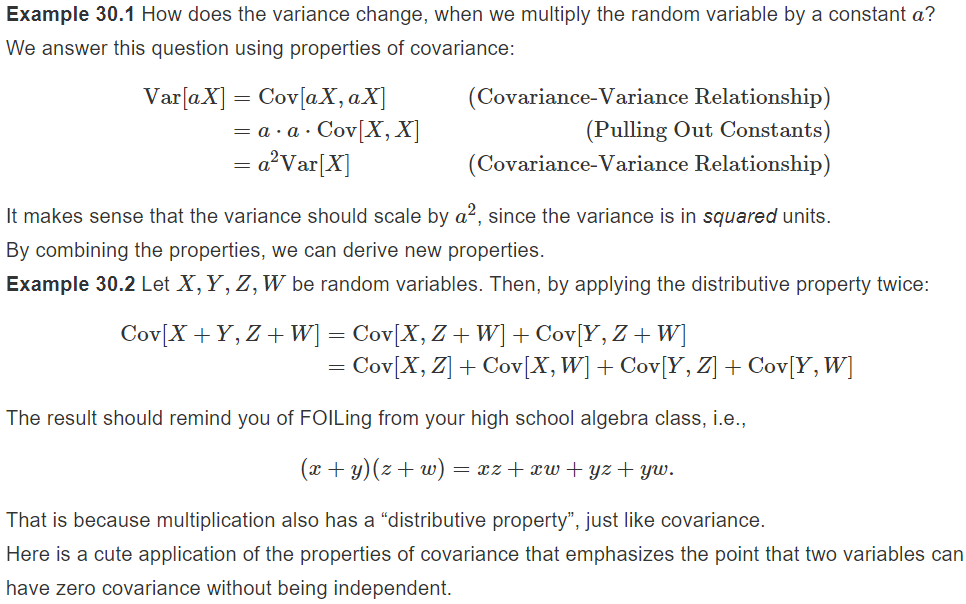 Example 30.1 How does the variance change, when we multiply the random variable by a constant a?
We answer this question using properties of covariance:
Var[aX] = Cov[aX, aX] (Covariance-Variance Relationship)
= a · a · Cov[X, X] (Pulling Out Constants)
= a²Var[X] (Covariance-Variance Relationship)
It makes sense that the variance should scale by a², since the variance is in squared units.
By combining the properties, we can derive new properties.
Example 30.2 Let X, Y, Z, W be random variables. Then, by applying the distributive property twice:
Cov[X + Y, Z + W] = Cov[X, Z + W] + Cov[Y, Z + W]
= Cov[X, Z] + Cov[X, W] + Cov[Y, Z] + Cov[Y, W]
The result should remind you of FOILing from your high school algebra class, i.e.,
(x + y)(z + w) = xz + xw + yz + yw.
That is because multiplication also has a “distributive property”, just like covariance.
Here is a cute application of the properties of covariance that emphasizes the point that two variables can
have zero covariance without being independent.